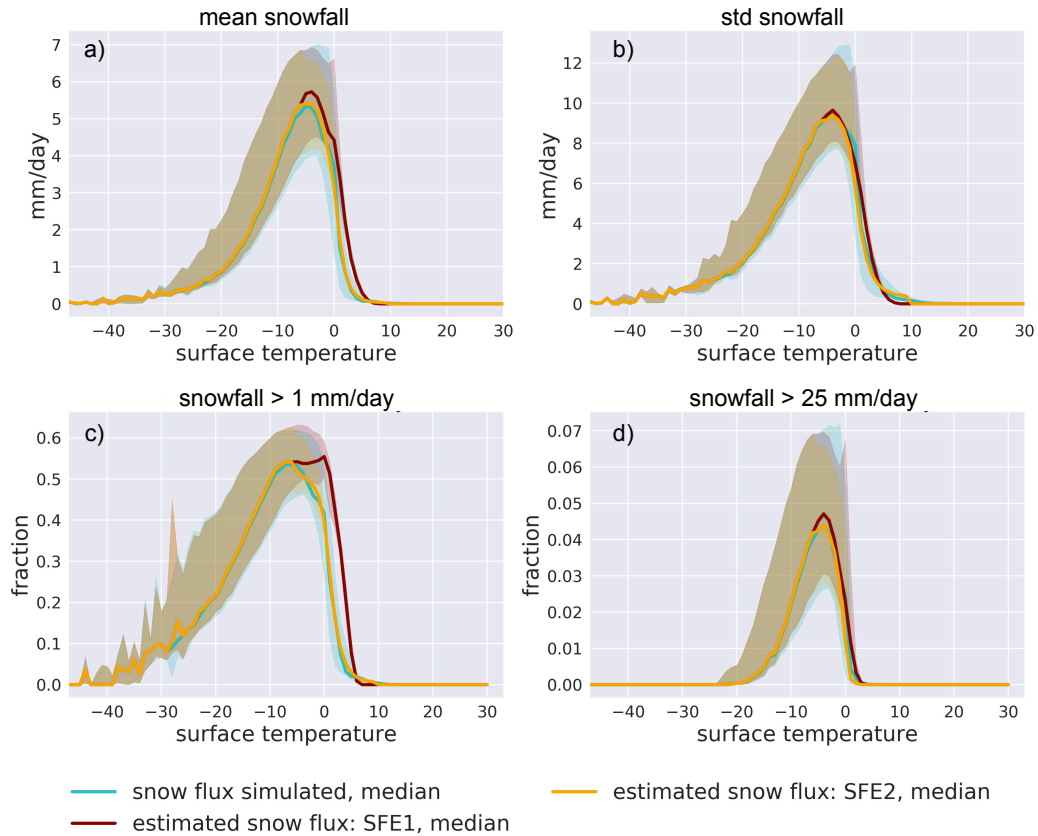 mean snowfall
std snowfall
a)
b)
7
6
5
4
3
2
1
0
mm/day
12
10
8
6
4
2
0
mm/day
−40 −30 −20 −10 0 10 20 30
surface temperature
−40 −30 −20 −10 0 10 20 30
surface temperature
snowfall > 1 mm/day
snowfall > 25 mm/day
c)
d)
0.6
0.5
0.4
0.3
0.2
0.1
0.0
fraction
0.07
0.06
0.05
0.04
0.03
0.02
0.01
0.00
fraction
−40 −30 −20 −10 0 10 20 30
surface temperature
−40 −30 −20 −10 0 10 20 30
surface temperature
snow flux simulated, median
estimated snow flux: SFE1, median
estimated snow flux: SFE2, median